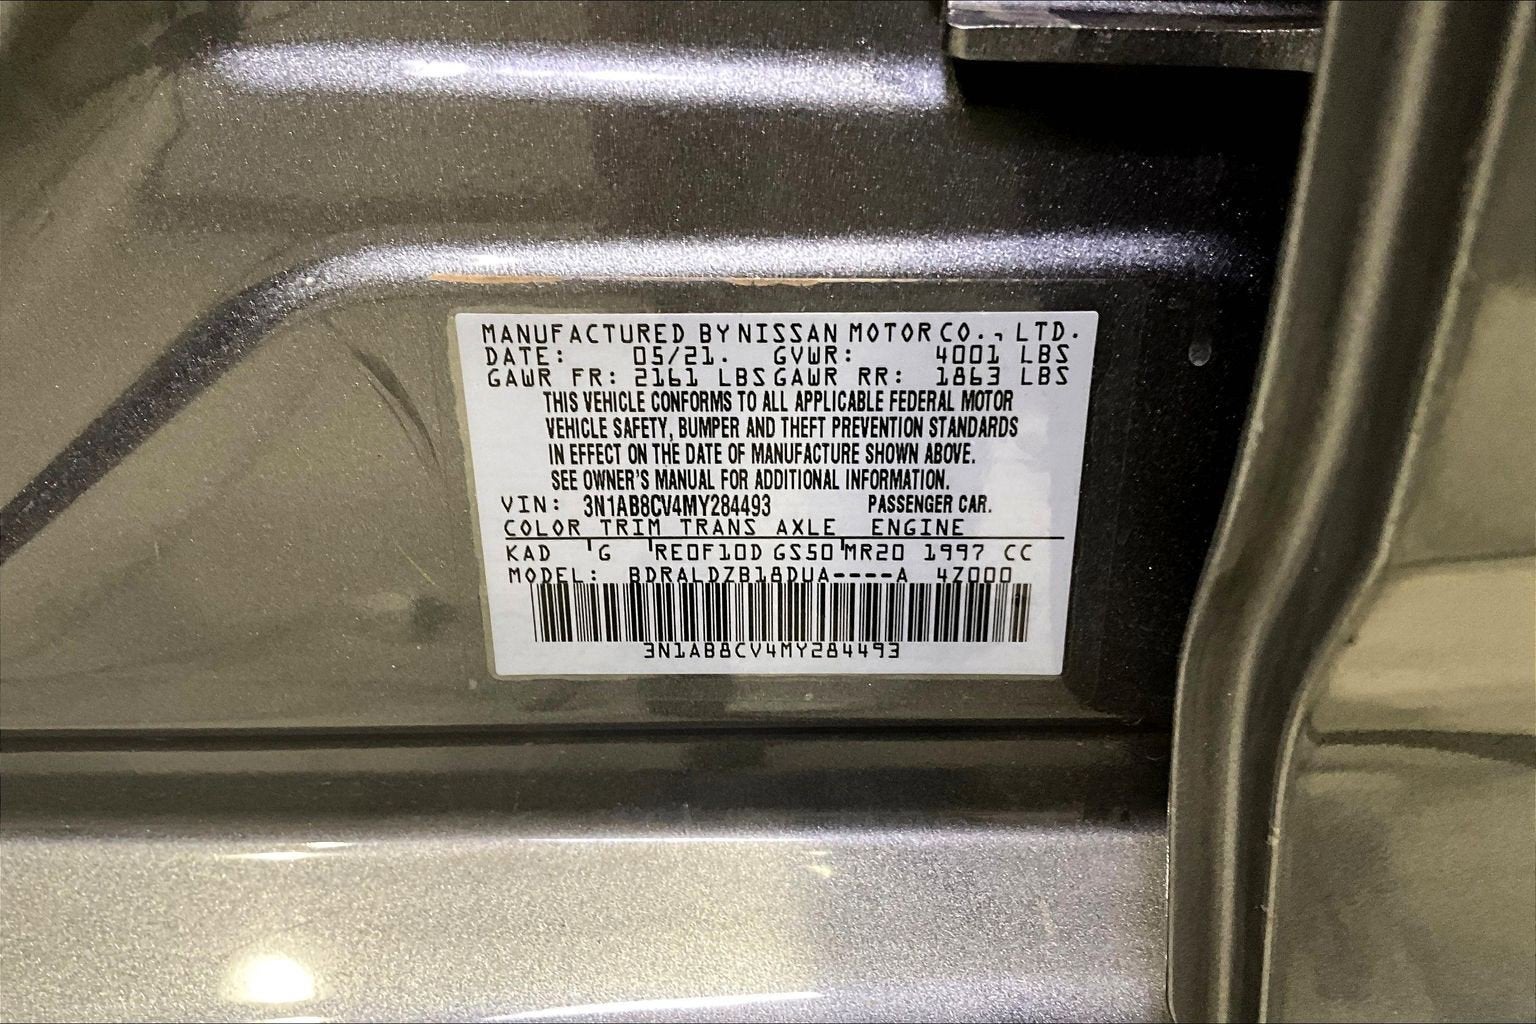 MANUFACTURED BY NISSAN MOTOR CO., LTD.
DATE: 05/21. GVWR: 4001 LBS
GAWR FR: 2161 LBS GAWR RR: 1863 LBS
THIS VEHICLE CONFORMS TO ALL APPLICABLE FEDERAL MOTOR
VEHICLE SAFETY, BUMPER AND THEFT PREVENTION STANDARDS
IN EFFECT ON THE DATE OF MANUFACTURE SHOWN ABOVE.
SEE OWNER'S MANUAL FOR ADDITIONAL INFORMATION.
VIN: 3N1AB8CV4MY284493 PASSENGER CAR.
COLOR TRIM TRANS AXLE ENGINE
KAD G RE0F10D GS50 MR20 1997 CC
MODEL: BDRALDZB18DUA----A 4Z000
3N1AB8CV4MY284493